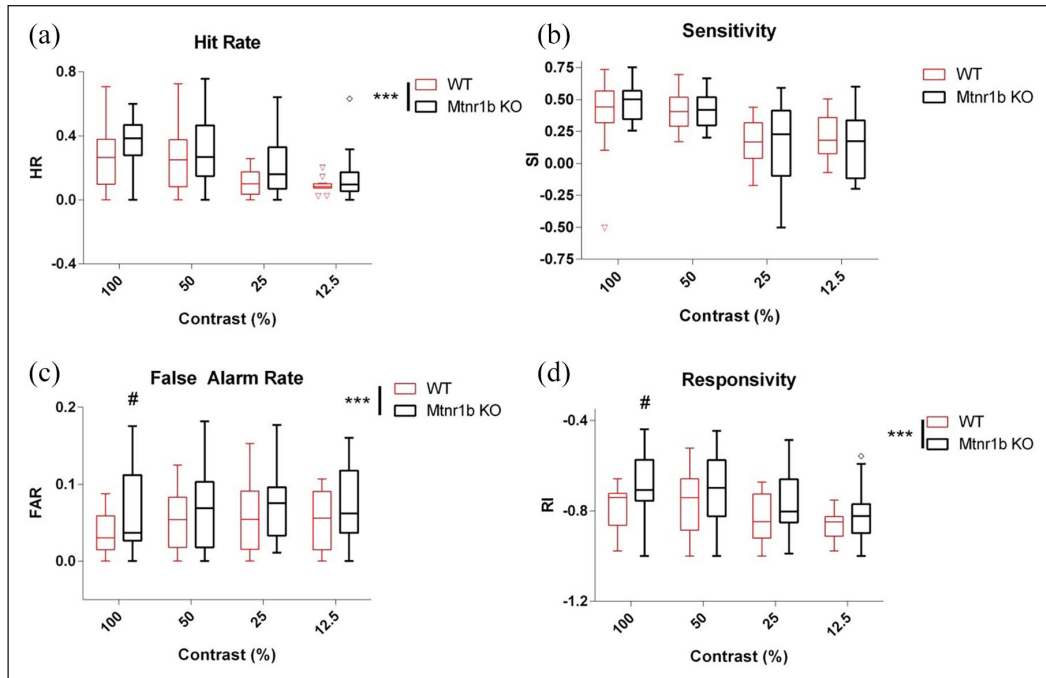 (a)
Hit Rate
0.8
0.4
0.0
-0.4
HR
WT
***
Mtnr1b KO
100
50
25
12.5
Contrast (%)
(b)
Sensitivity
0.75
0.50
0.25
0.00
-0.25
-0.50
-0.75
SI
WT
Mtnr1b KO
100
50
25
12.5
Contrast (%)
(c)
False Alarm Rate
0.2
0.1
0.0
FAR
#
WT
***
Mtnr1b KO
100
50
25
12.5
Contrast (%)
(d)
Responsivity
-0.4
-0.8
-1.2
RI
#
WT
***
Mtnr1b KO
100
50
25
12.5
Contrast (%)